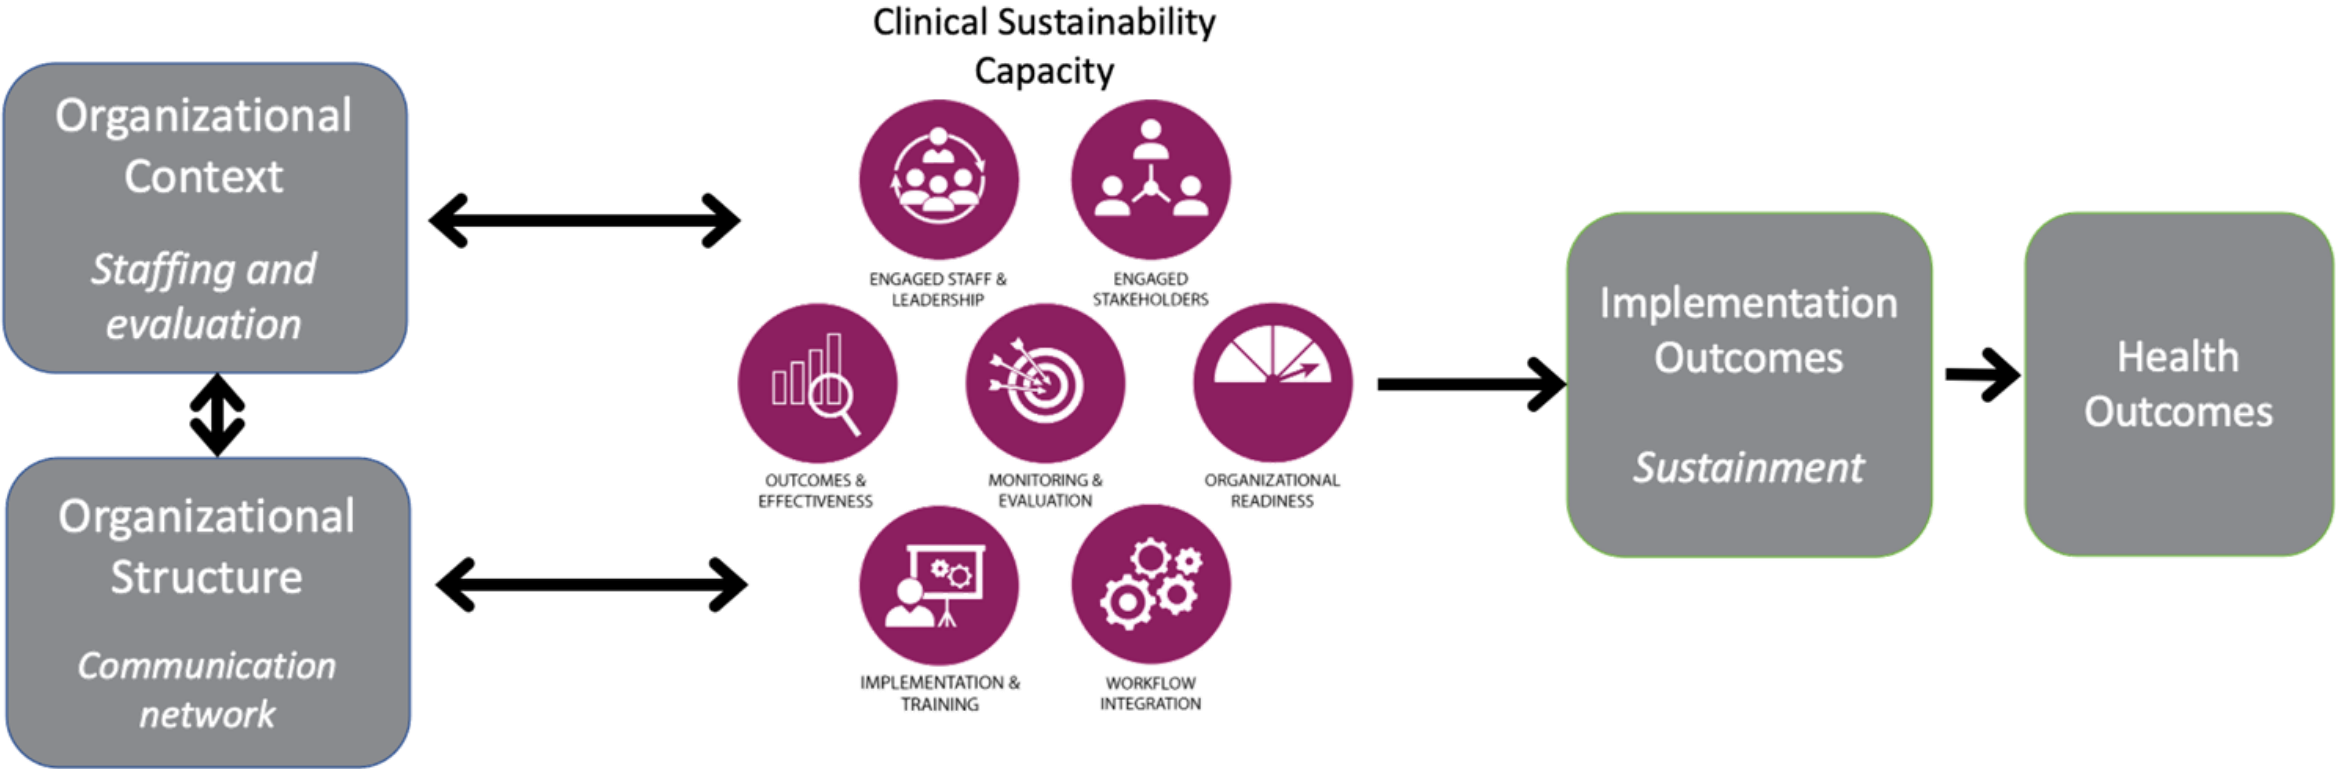 Clinical Sustainability
Capacity
Organizational
Context
Staffing and
evaluation
Organizational
Structure
Communication
network
ENGAGED STAFF &
LEADERSHIP
ENGAGED
STAKEHOLDERS
OUTCOMES &
EFFECTIVENESS
MONITORING &
EVALUATION
ORGANIZATIONAL
READINESS
IMPLEMENTATION &
TRAINING
WORKFLOW
INTEGRATION
Implementation
Outcomes
Sustainment
Health
Outcomes